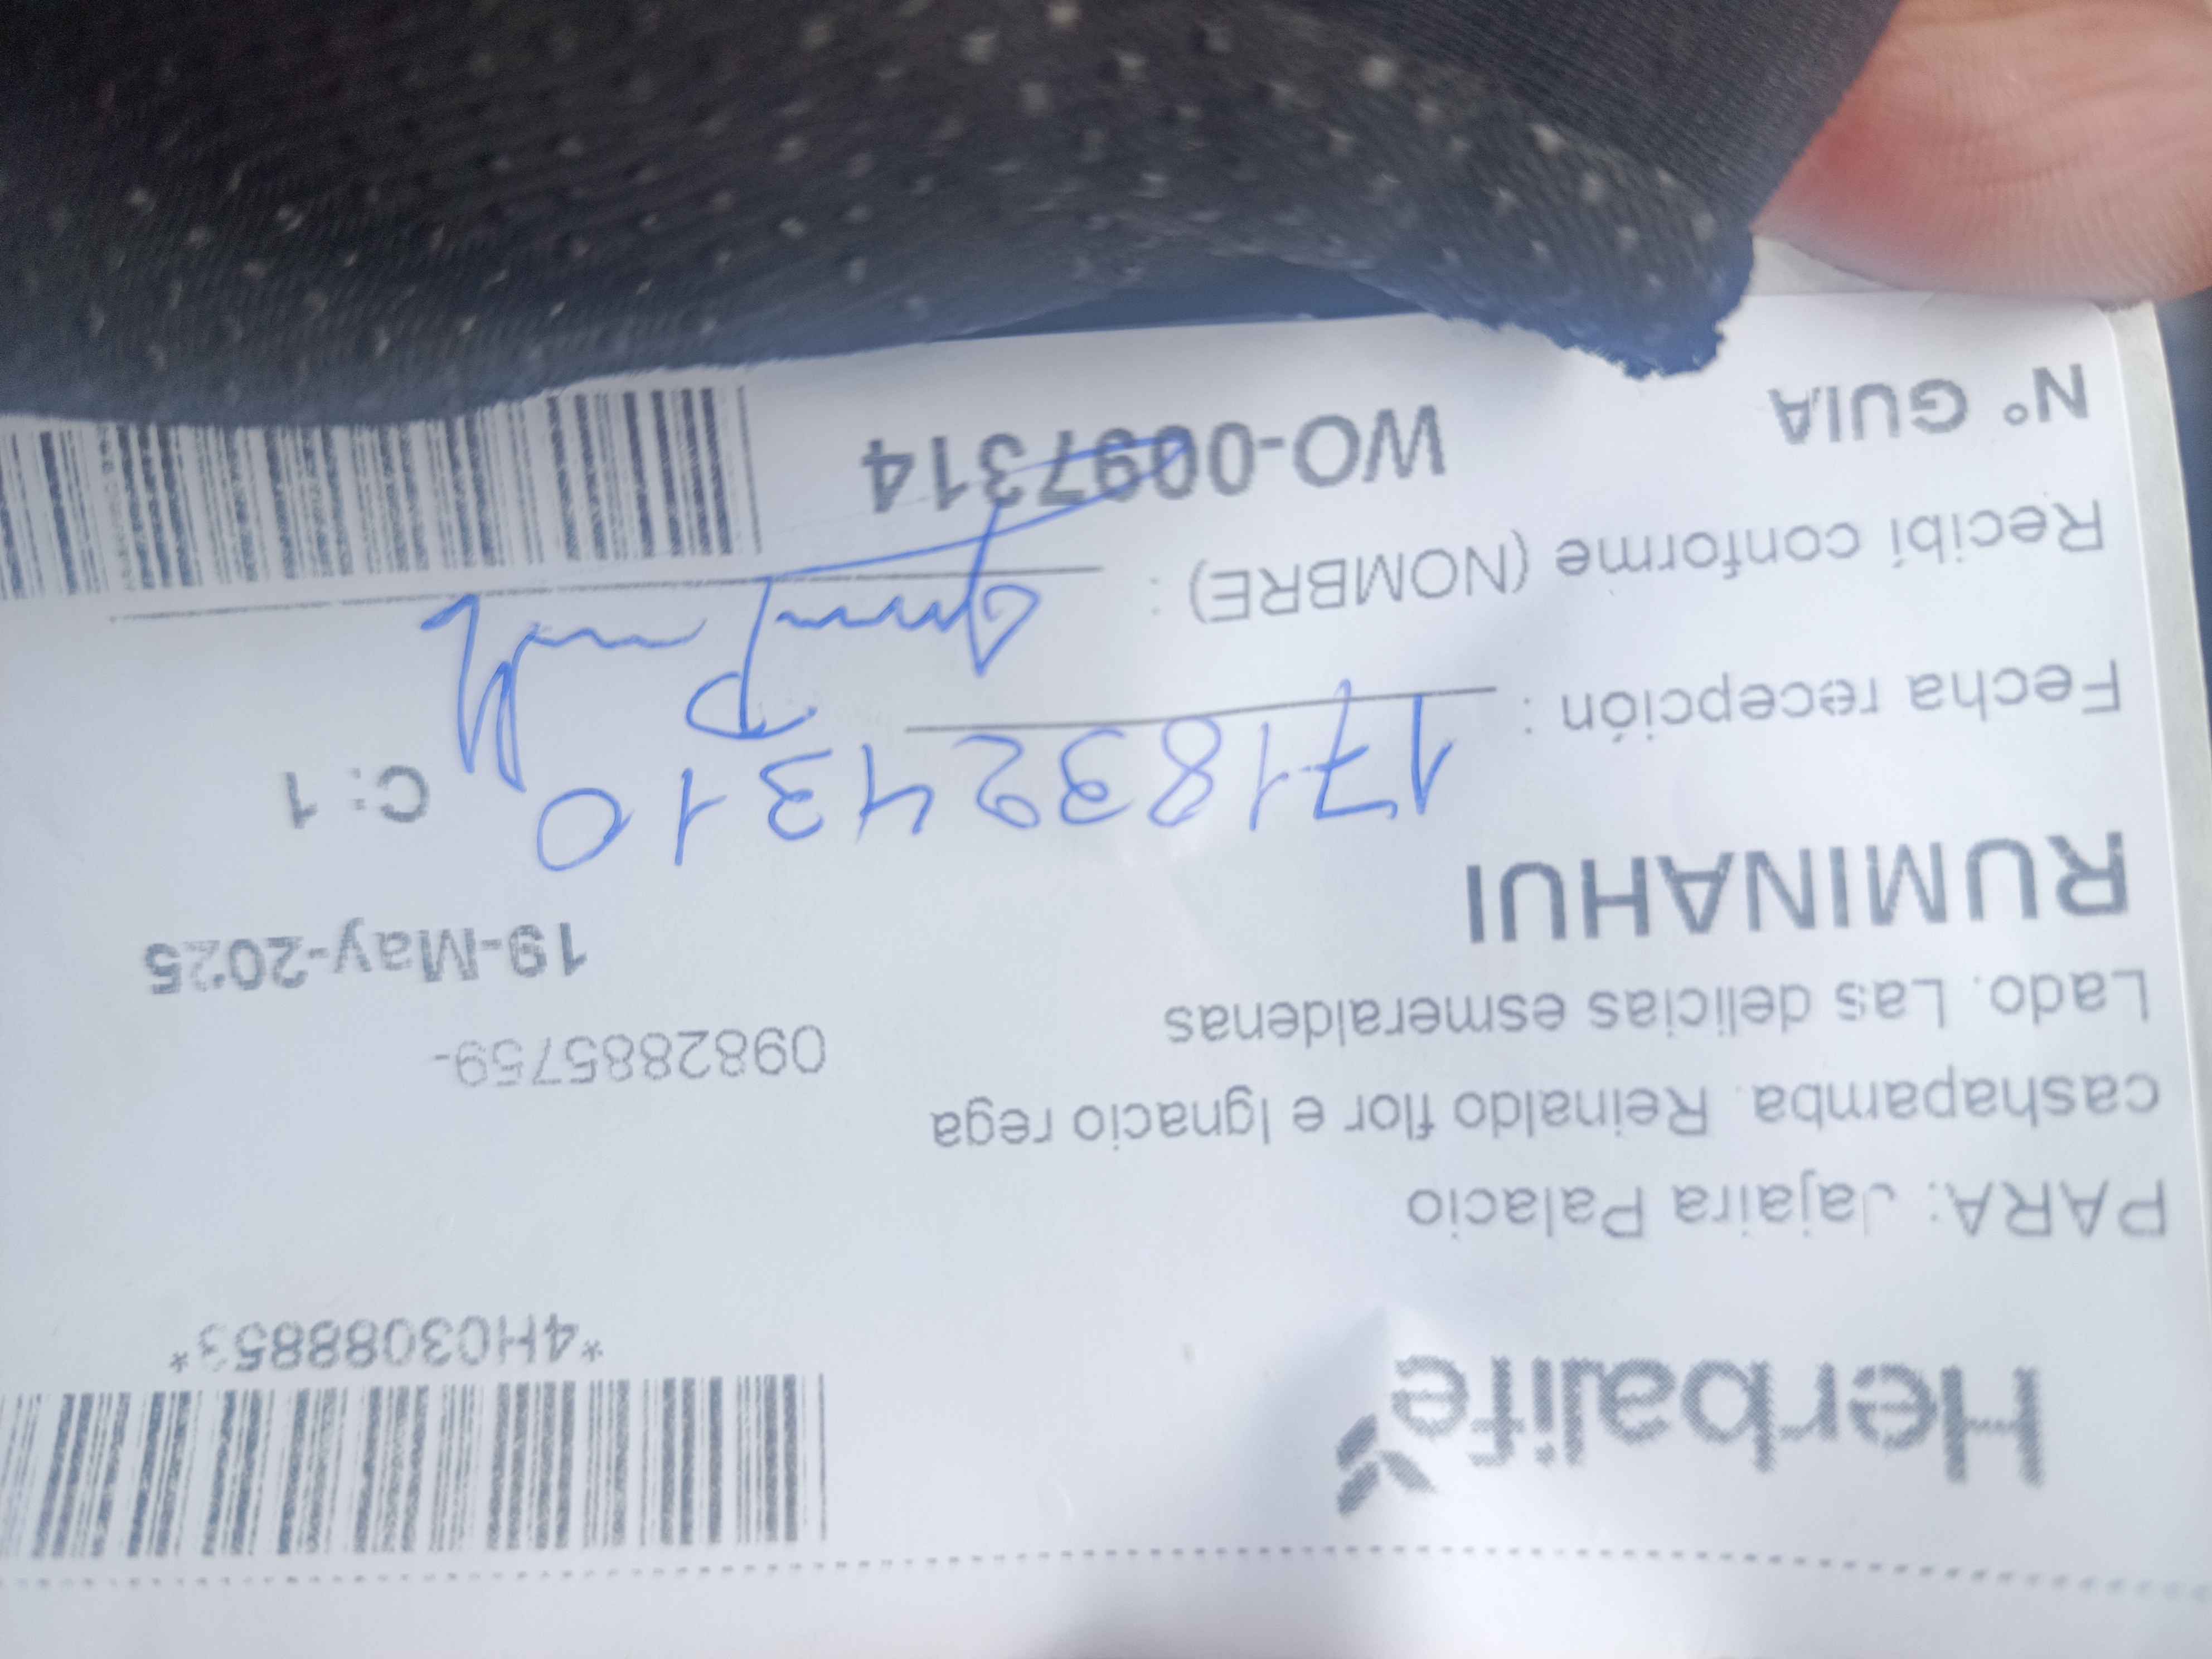 Herbalife
*4H03088853*
PARA: Jajaira Palacio
cashapamba. Reinaldo flor e Ignacio rega
0982885759-
Lado. Las delicias esmeraldenas
19-May-2025
RUMINAHUI
C: 1
1718324310
Fecha recepción :
Recibí conforme (NOMBRE) :
N° GUIA
WO-0097314